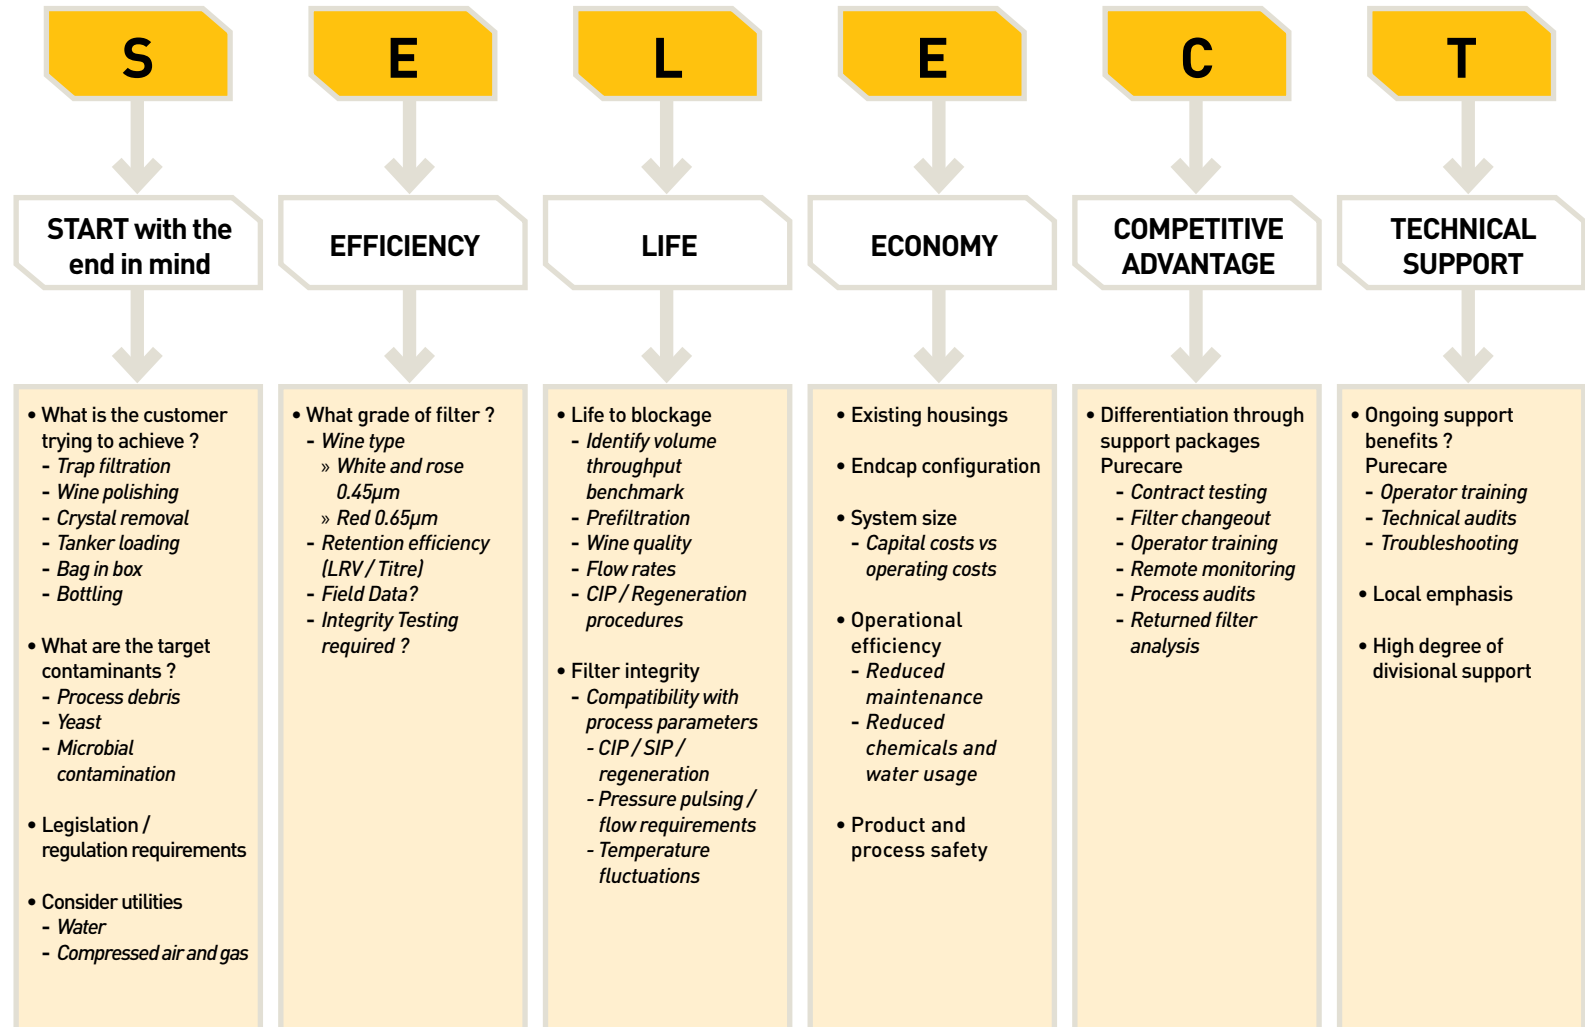 S
START with the
end in mind
• What is the customer
trying to achieve ?
- Trap filtration
- Wine polishing
- Crystal removal
- Tanker loading
- Bag in box
- Bottling
• What are the target
contaminants ?
- Process debris
- Yeast
- Microbial
contamination
• Legislation /
regulation requirements
• Consider utilities
- Water
- Compressed air and gas
E
EFFICIENCY
• What grade of filter ?
- Wine type
» White and rose
0.45µm
» Red 0.65µm
- Retention efficiency
(LRV / Titre)
- Field Data?
- Integrity Testing
required ?
L
LIFE
• Life to blockage
- Identify volume
throughput
benchmark
- Prefiltration
- Wine quality
- Flow rates
- CIP / Regeneration
procedures
• Filter integrity
- Compatibility with
process parameters
- CIP / SIP /
regeneration
- Pressure pulsing /
flow requirements
- Temperature
fluctuations
E
ECONOMY
• Existing housings
• Endcap configuration
• System size
- Capital costs vs
operating costs
• Operational
efficiency
- Reduced
maintenance
- Reduced
chemicals and
water usage
• Product and
process safety
C
COMPETITIVE
ADVANTAGE
• Differentiation through
support packages
Purecare
- Contract testing
- Filter changeout
- Operator training
- Remote monitoring
- Process audits
- Returned filter
analysis
T
TECHNICAL
SUPPORT
• Ongoing support
benefits ?
Purecare
- Operator training
- Technical audits
- Troubleshooting
• Local emphasis
• High degree of
divisional support